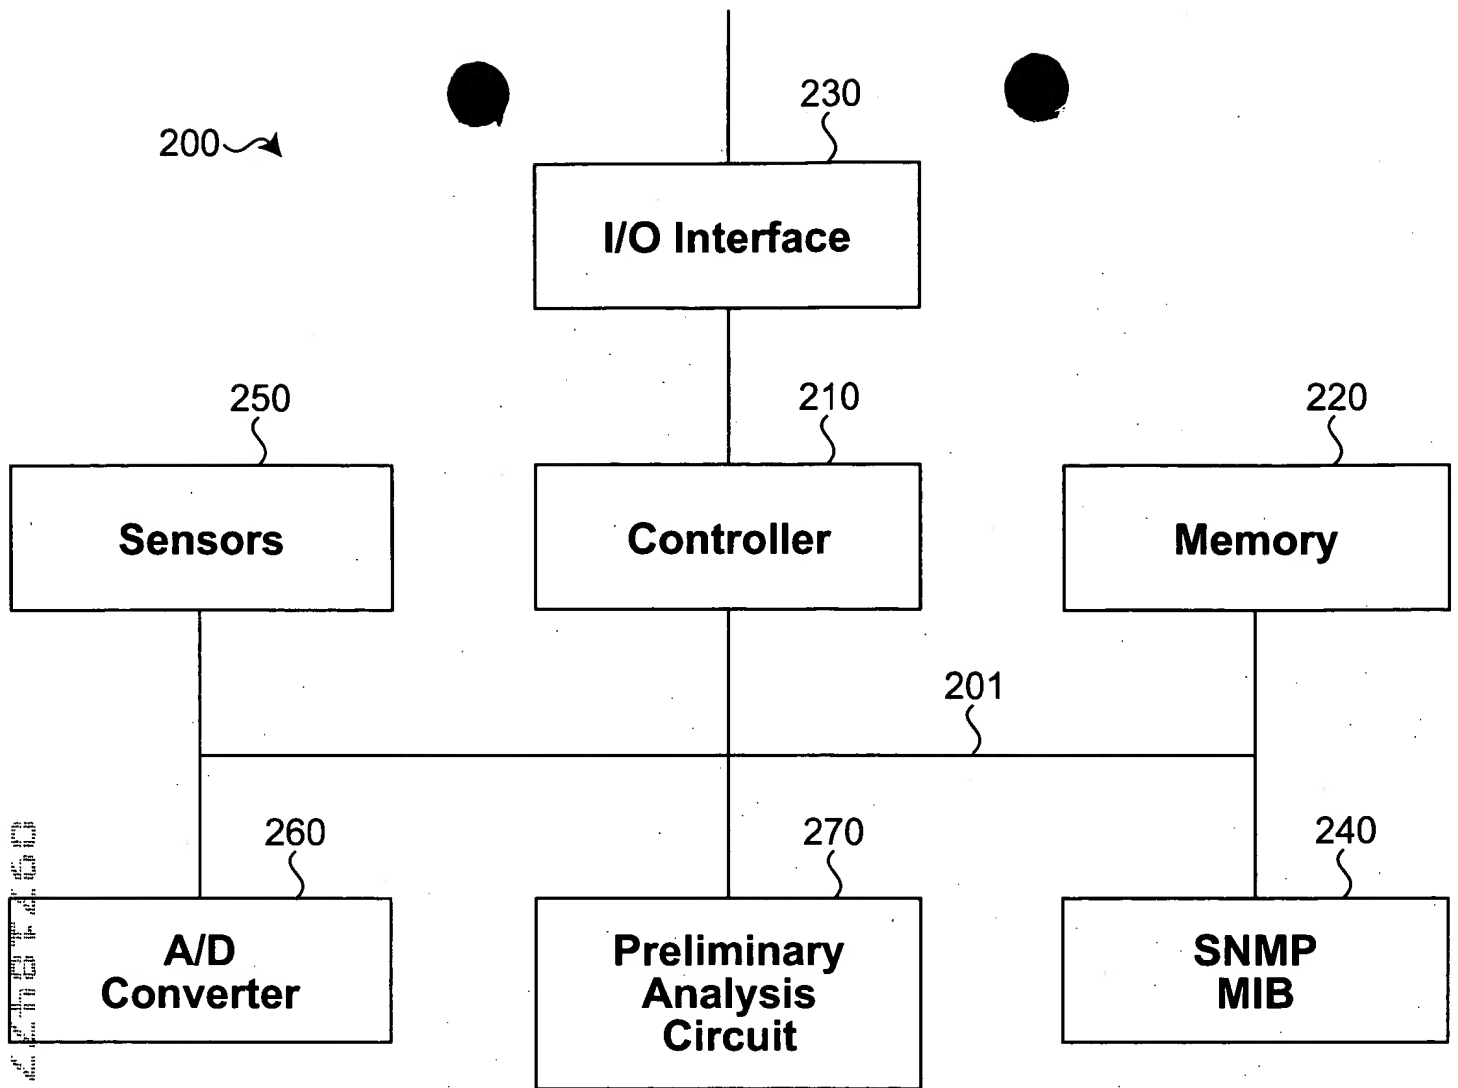 230
200
I/O Interface
250
210
220
Sensors
Controller
Memory
201
260
270
240
A/D
Converter
Preliminary
Analysis
Circuit
SNMP
MIB